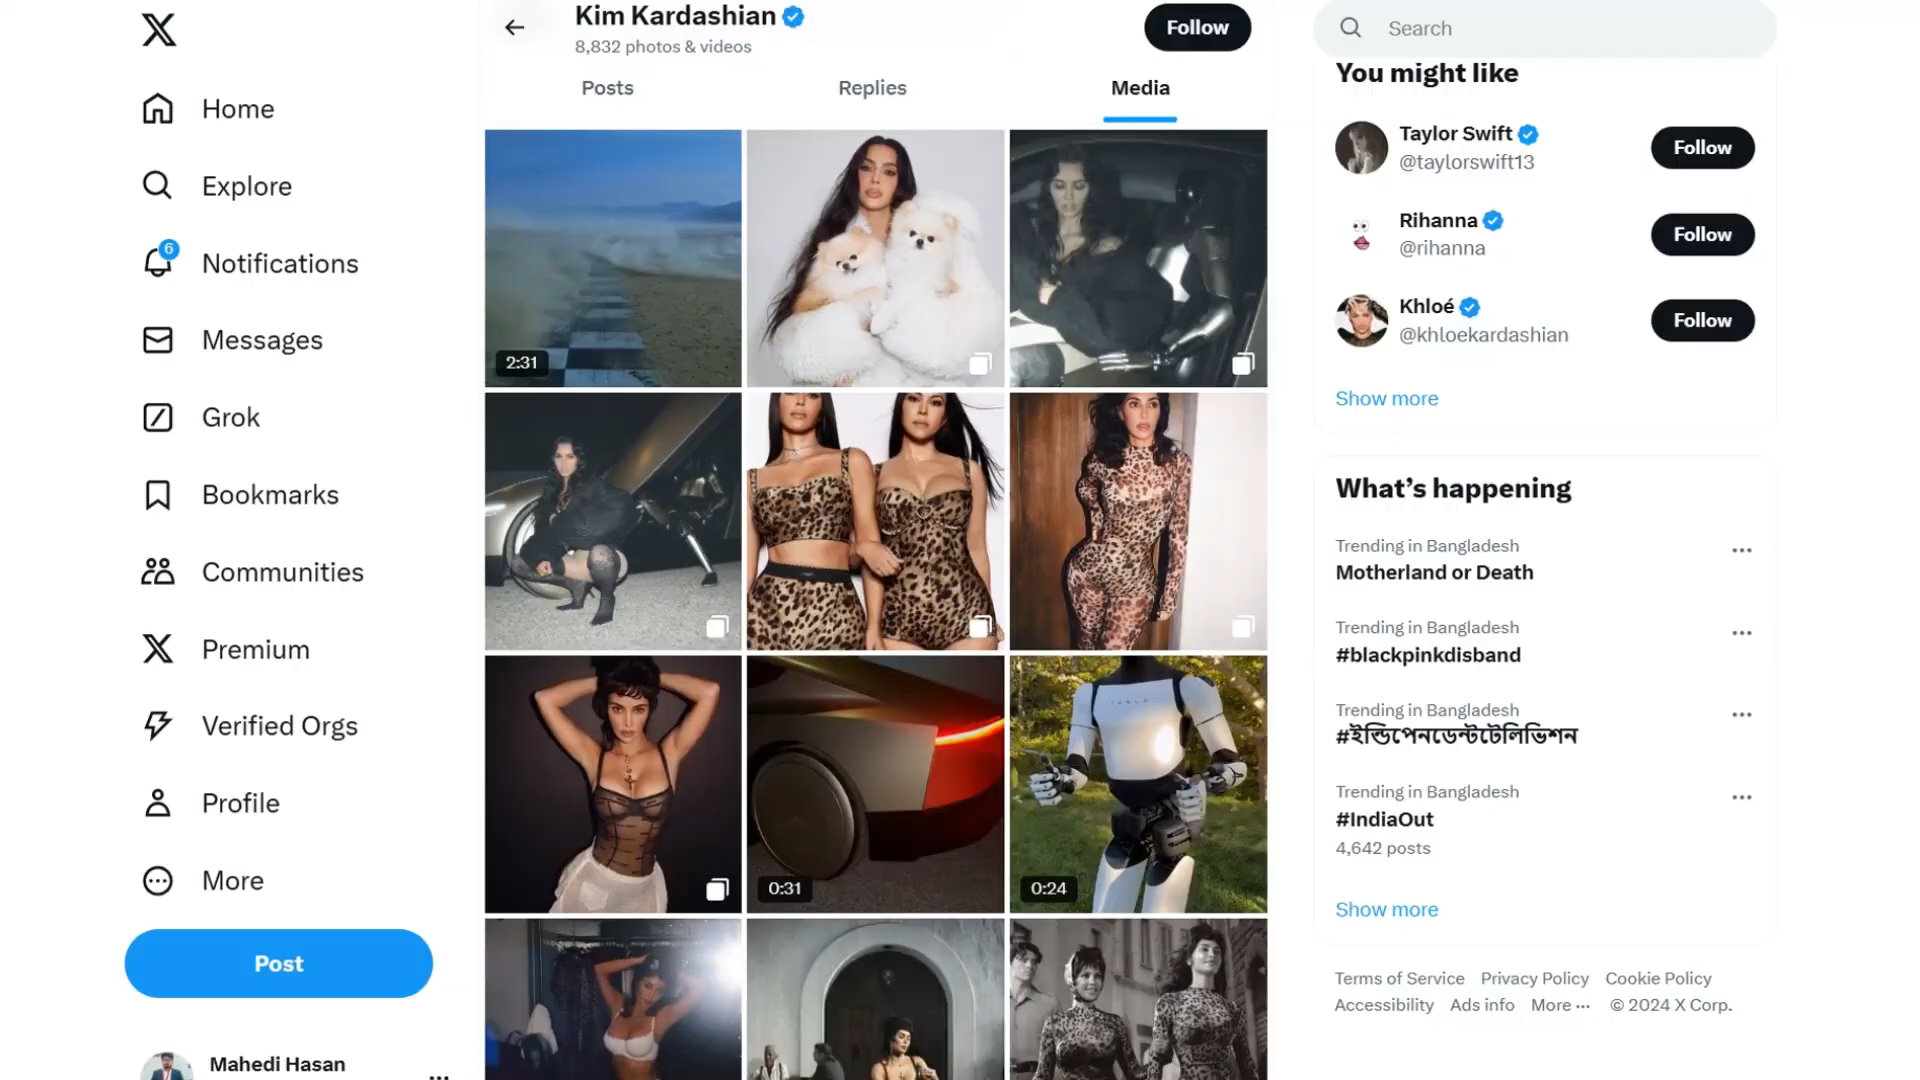 Home
Explore
6
Notifications
Messages
Grok
Bookmarks
Communities
Premium
Verified Orgs
Profile
More
Post
Mahedi Hasan
Kim Kardashian
8,832 photos & videos
Follow
Posts
Replies
Media
2:31
0:31
TESLA
0:24
Search
You might like
Taylor Swift
@taylorswift13
Follow
Rihanna
@rihanna
Follow
Khloé
@khloekardashian
Follow
Show more
What’s happening
Trending in Bangladesh
Motherland or Death
Trending in Bangladesh
#blackpinkdisband
Trending in Bangladesh
#ইন্ডিপেনডেন্টটেলিভিশন
Trending in Bangladesh
#IndiaOut
4,642 posts
Show more
Terms of Service Privacy Policy Cookie Policy
Accessibility Ads info More ··· © 2024 X Corp.